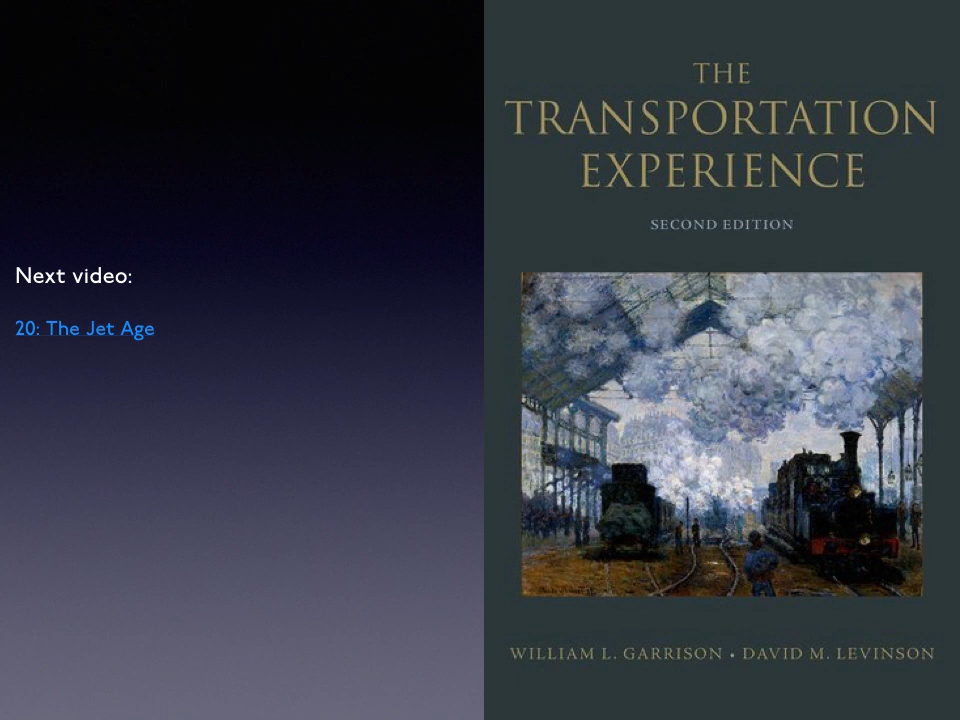 Next video:
20: The Jet Age
THE
TRANSPORTATION
EXPERIENCE
SECOND EDITION
WILLIAM L. GARRISON • DAVID M. LEVINSON